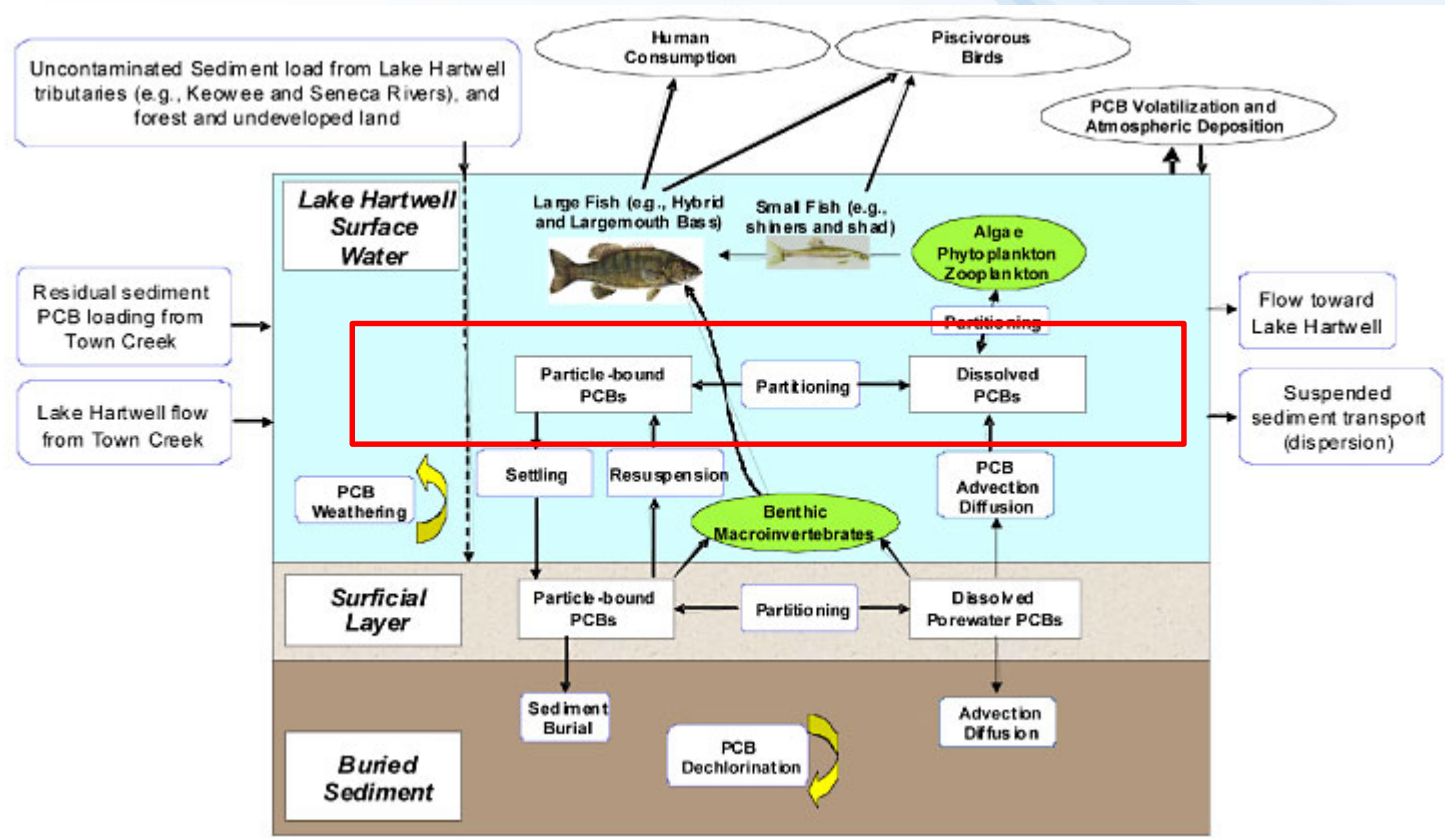 Human
Consumption
Piscivorous
Birds
Uncontaminated Sediment load from Lake Hartwell
tributaries (e.g., Keowee and Seneca Rivers), and
forest and undeveloped land
PCB Volatilization and
Atmospheric Deposition
Lake Hartwell
Surface
Water
Large Fish (e.g., Hybrid
and Largemouth Bass)
Small Fish (e.g.,
shiners and shad)
Algae
Phytoplankton
Zooplankton
Residual sediment
PCB loading from
Town Creek
Partitioning
Flow toward
Lake Hartwell
Particle-bound
PCBs
Partitioning
Dissolved
PCBs
Lake Hartwell flow
from Town Creek
Suspended
sediment transport
(dispersion)
Settling
Resuspension
PCB
Advection
Diffusion
PCB
Weathering
Benthic
Macroinvertebrates
Surficial
Layer
Particle-bound
PCBs
Partitioning
Dissolved
Porewater PCBs
Sediment
Burial
Advection
Diffusion
PCB
Dechlorination
Buried
Sediment